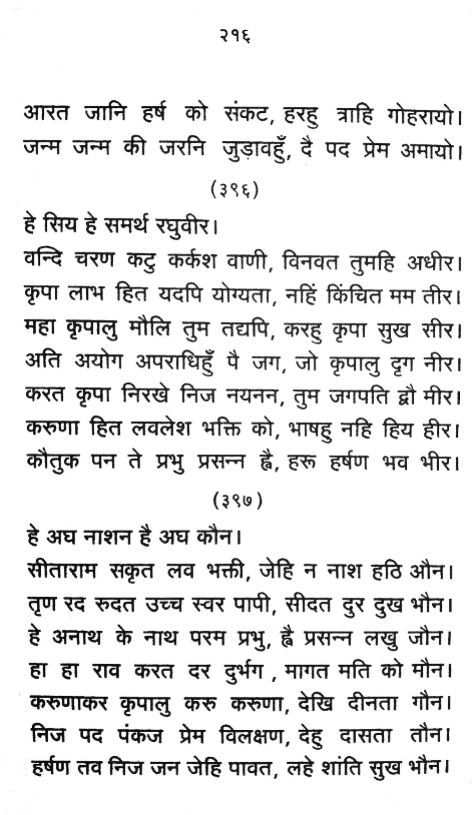 २१६
आरत जानि हर्ष को संकट, हरहु त्राहि गोहरायो।
जन्म जन्म की जरनि जुड़ावहुँ, दै पद प्रेम अमायो।
(३९६)
हे सिय हे समर्थ रघुवीर।
वन्दि चरण कटु कर्कश वाणी, विनवत तुमहि अधीर।
कृपा लाभ हित यदपि योग्यता, नहिं किंचित मम तीर।
महा कृपालु मौलि तुम तद्यपि, करहु कृपा सुख सीर।
अति अयोग अपराधिहुँ पै जग, जो कृपालु दृग नीर।
करत कृपा निरखे निज नयनन, तुम जगपति द्वौ मीर।
करुणा हित लवलेश भक्ति को, भाषहु नहि हिय हीर।
कौतुक पन ते प्रभु प्रसन्न ह्वै, हरू हर्षण भव भीर।
(३९७)
हे अघ नाशन है अघ कौन।
सीताराम सकृत लव भक्ती, जेहि न नाश हठि औन।
तृण रद रुदत उच्च स्वर पापी, सीदत दुर दुख भौन।
हे अनाथ के नाथ परम प्रभु, ह्वै प्रसन्न लखु जौन।
हा हा राव करत दर दुर्भग , मागत मति को मौन।
करुणाकर कृपालु करु करुणा, देखि दीनता गौन।
निज पद पंकज प्रेम विलक्षण, देहु दासता तौन।
हर्षण तव निज जन जेहि पावत, लहे शांति सुख भौन।